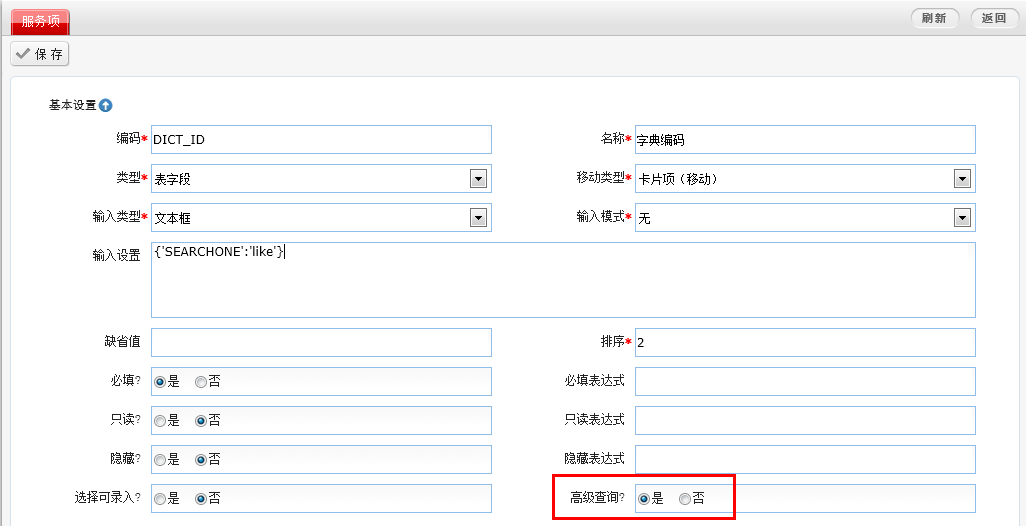 服务项 刷新 返回
保存
基本设置
编码* DICT_ID 名称* 字典编码
类型* 表字段 移动类型* 卡片项（移动）
输入类型* 文本框 输入模式* 无
输入设置 {'SEARCHONE':'like'}
缺省值 排序* 2
必填? 是 否 必填表达式
只读? 是 否 只读表达式
隐藏? 是 否 隐藏表达式
选择可录入? 是 否 高级查询? 是 否